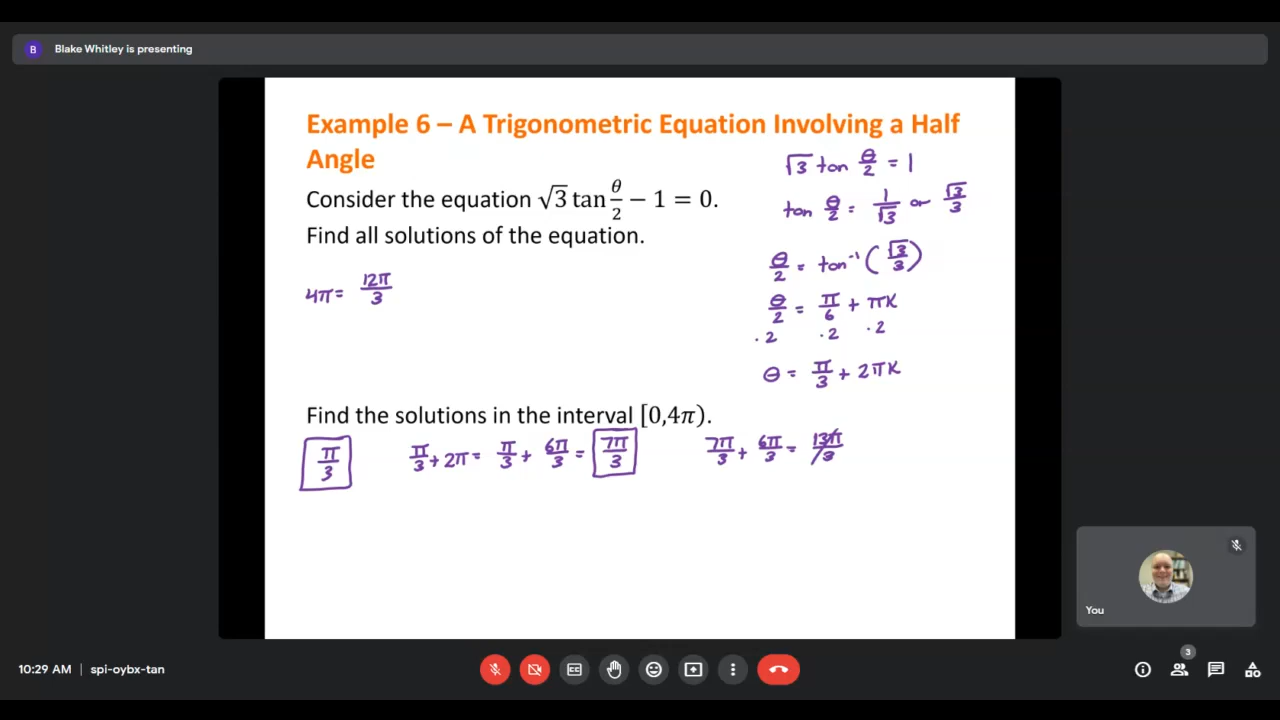 B Blake Whitley is presenting
Example 6 – A Trigonometric Equation Involving a Half
Angle
Consider the equation √3 tan θ/2 − 1 = 0.
Find all solutions of the equation.
4π = 12π/3
√3 tan θ/2 = 1
tan θ/2 = 1/√3 or √3/3
θ/2 = tan⁻¹ (√3/3)
θ/2 = π/6 + πK
·2 ·2 ·2
θ = π/3 + 2πK
Find the solutions in the interval [0,4π).
π/3 π/3 + 2π = π/3 + 6π/3 = 7π/3 7π/3 + 6π/3 = 13π/3
You
10:29 AM | spi-oybx-tan
CC
3